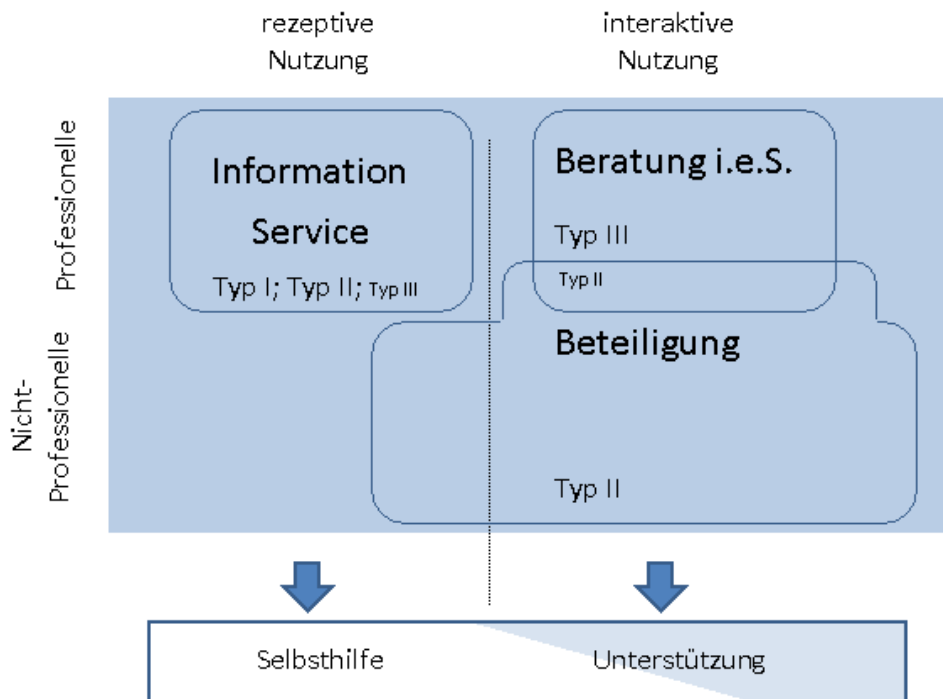 rezeptive
Nutzung
interaktive
Nutzung
Professionelle
Nicht-
Professionelle
Information
Service
Typ I; Typ II; Typ III
Beratung i.e.S.
Typ III
Typ II
Beteiligung
Typ II
Selbsthilfe
Unterstützung